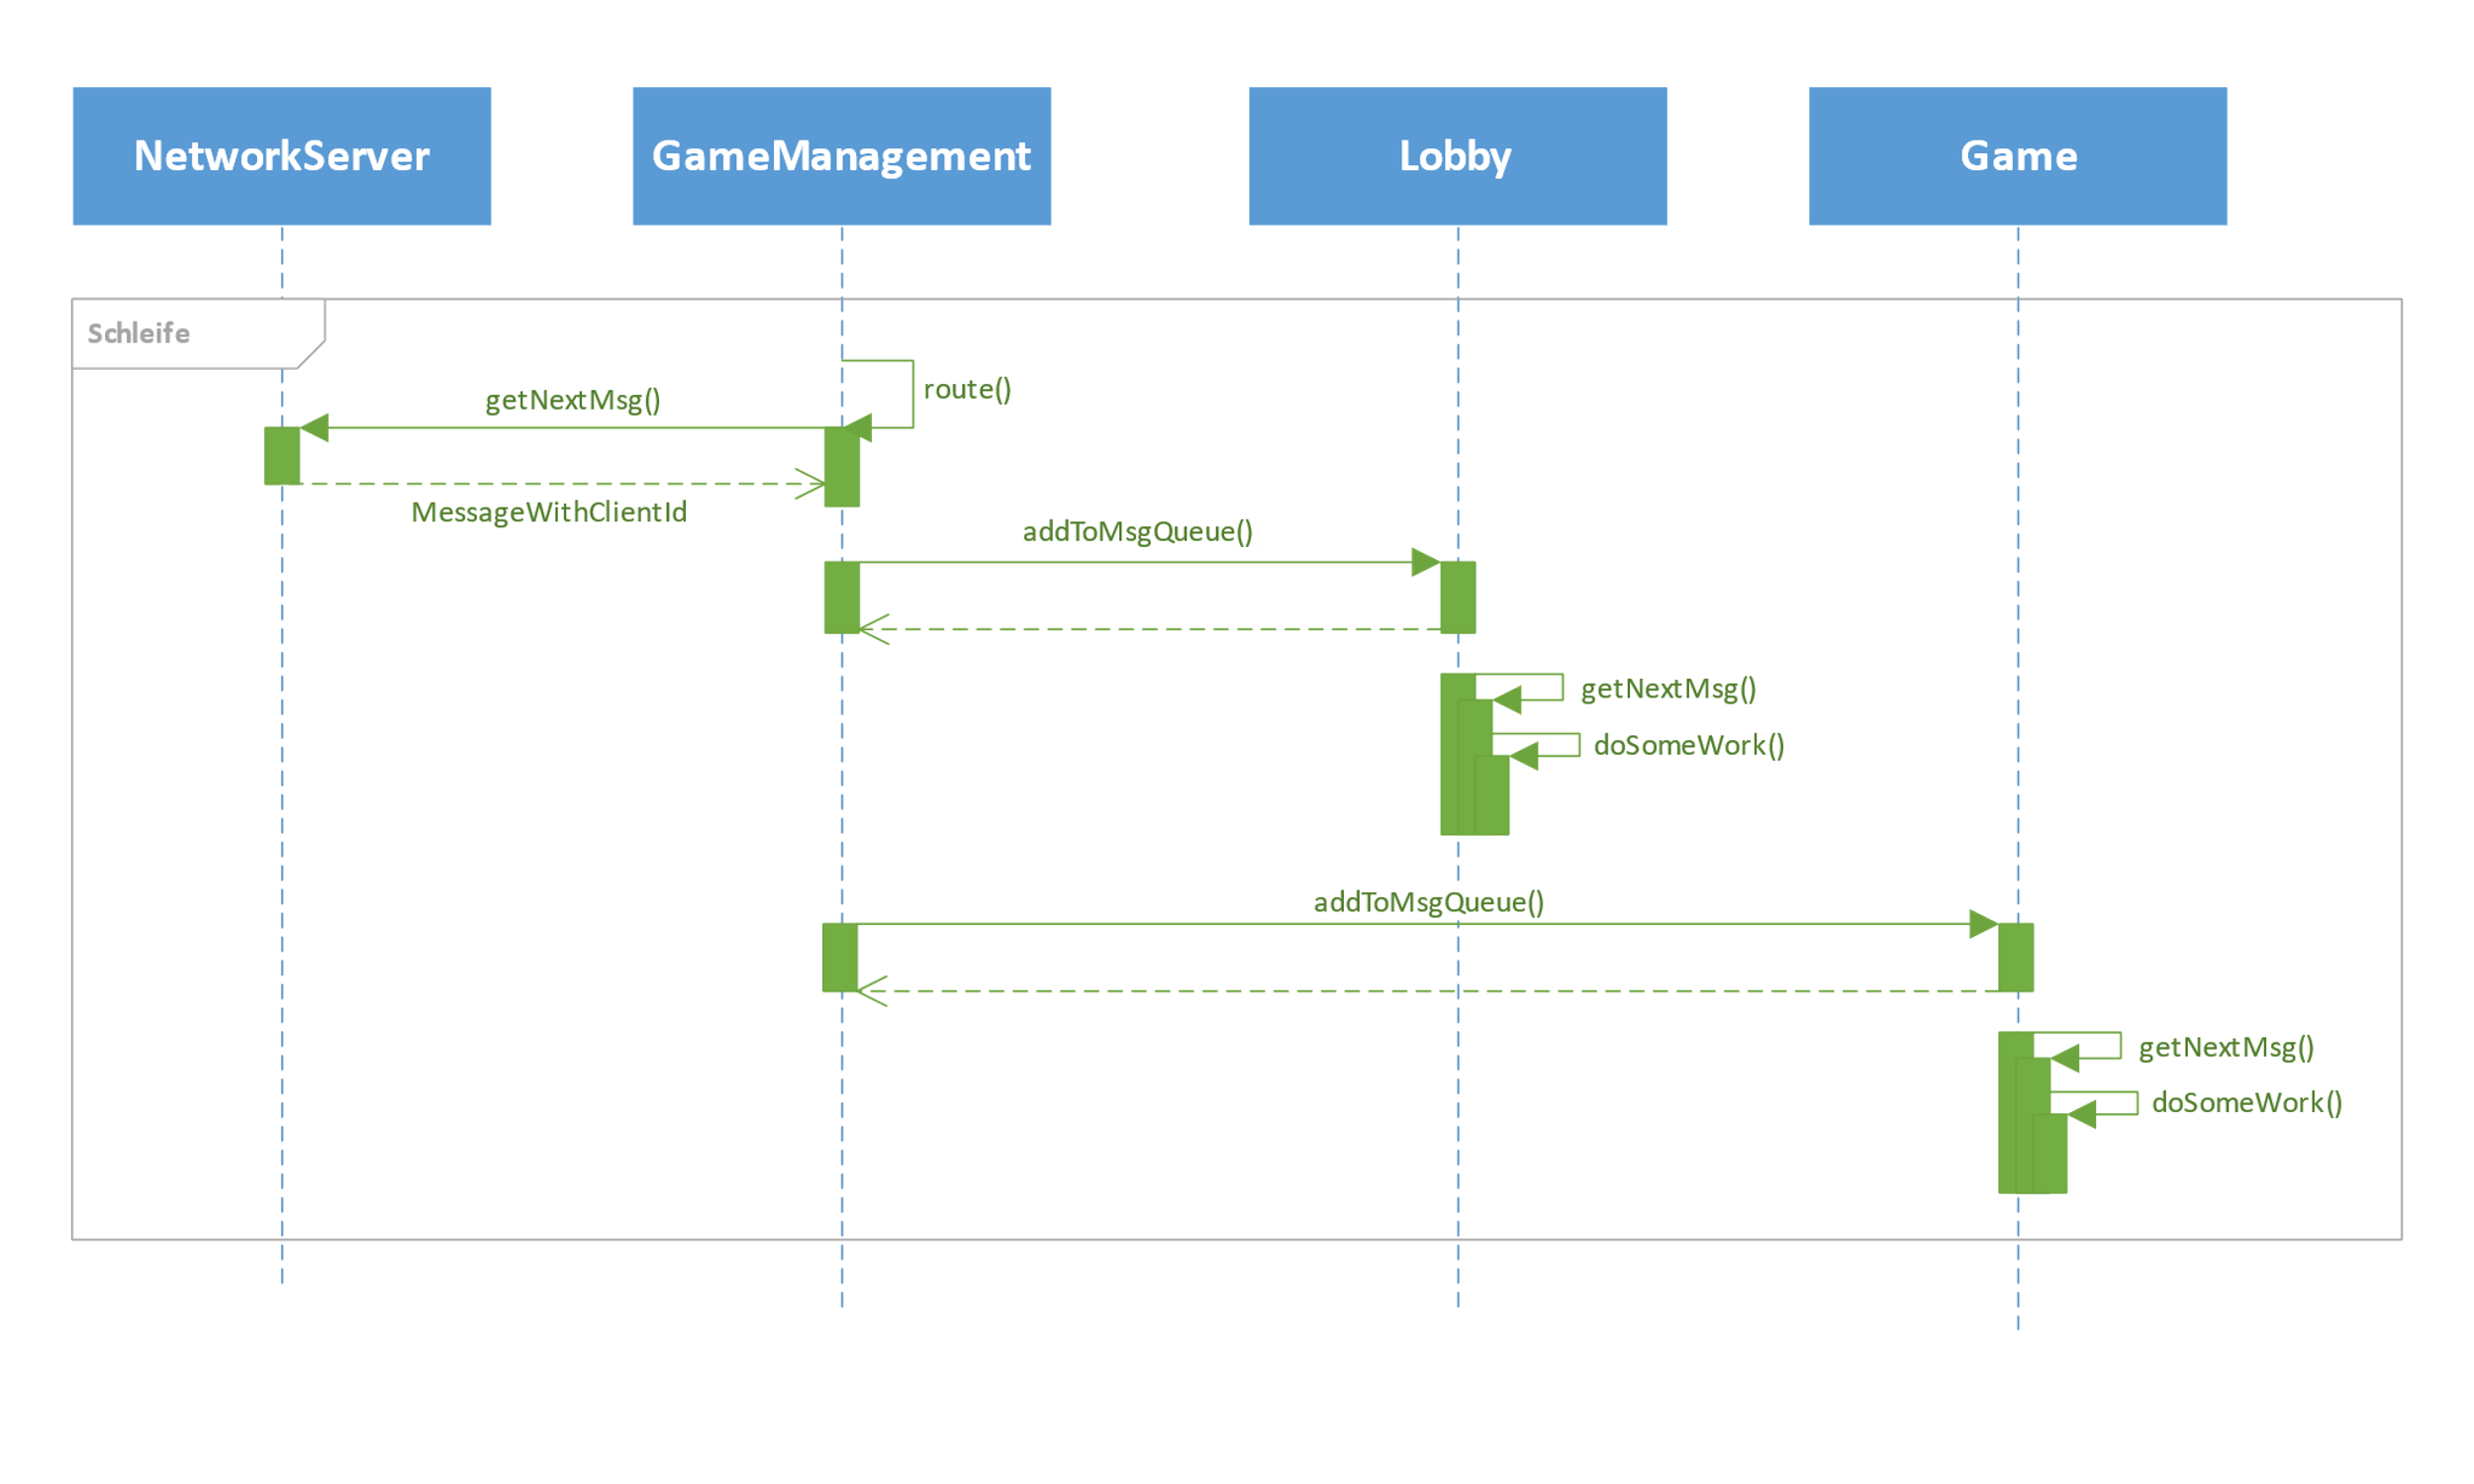 NetworkServer
GameManagement
Lobby
Game
Schleife
route()
getNextMsg()
MessageWithClientId
addToMsgQueue()
getNextMsg()
doSomeWork()
addToMsgQueue()
getNextMsg()
doSomeWork()